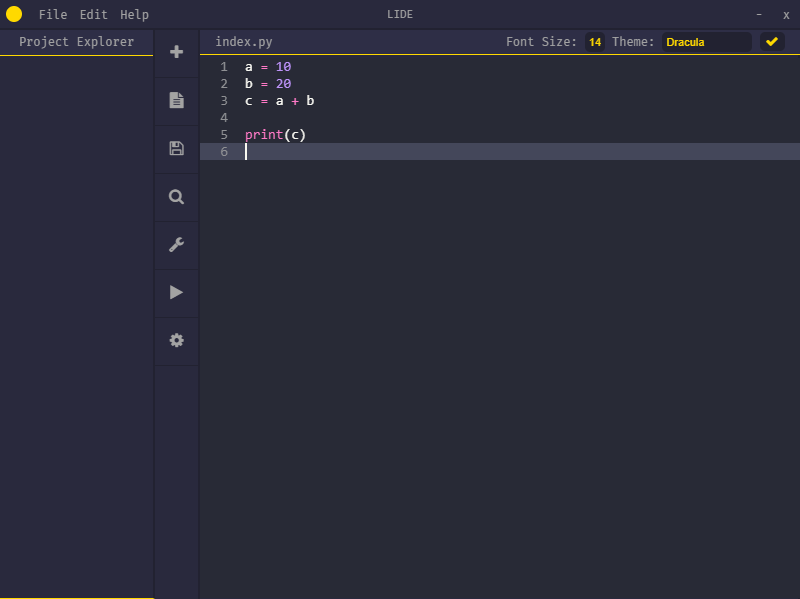 File Edit Help
LIDE
- x
Project Explorer
index.py
Font Size: 14 Theme: Dracula
1 a = 10
2 b = 20
3 c = a + b
4
5 print(c)
6